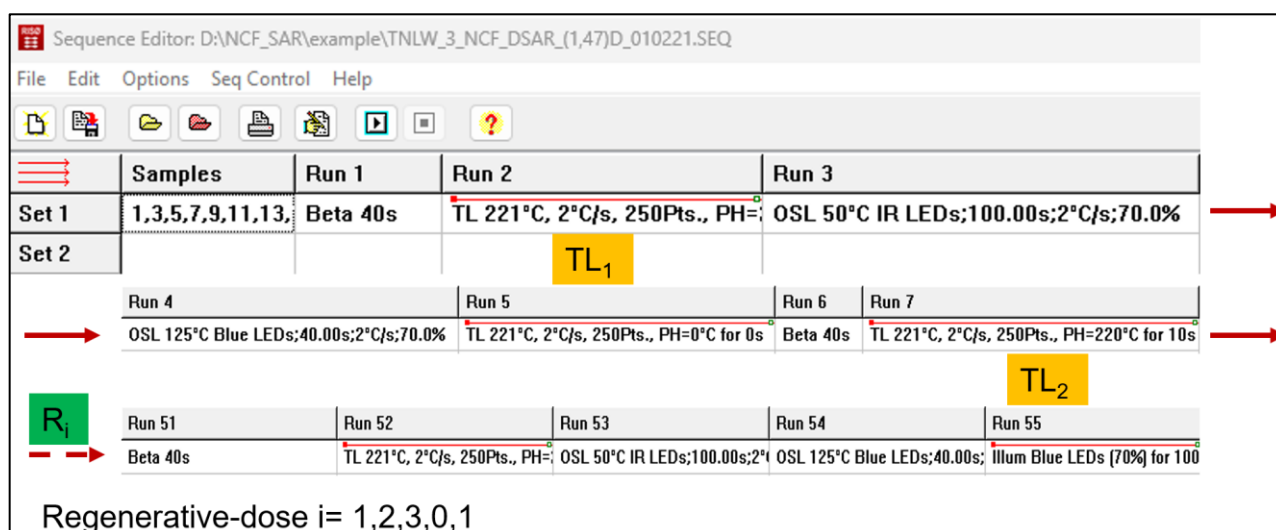 RISØ
Sequence Editor: D:\NCF_SAR\example\TNLW_3_NCF_DSAR_(1,47)D_010221.SEQ
File Edit Options Seq Control Help
Samples Run 1 Run 2 Run 3
Set 1 1,3,5,7,9,11,13, Beta 40s TL 221°C, 2°C/s, 250Pts., PH= OSL 50°C IR LEDs;100.00s;2°C/s;70.0%
Set 2
TL₁
Run 4 Run 5 Run 6 Run 7
OSL 125°C Blue LEDs;40.00s;2°C/s;70.0% TL 221°C, 2°C/s, 250Pts., PH=0°C for 0s Beta 40s TL 221°C, 2°C/s, 250Pts., PH=220°C for 10s
TL₂
Rᵢ
Run 51 Run 52 Run 53 Run 54 Run 55
Beta 40s TL 221°C, 2°C/s, 250Pts., PH= OSL 50°C IR LEDs;100.00s;2° OSL 125°C Blue LEDs;40.00s; Illum Blue LEDs (70%) for 100
Regenerative-dose i= 1,2,3,0,1